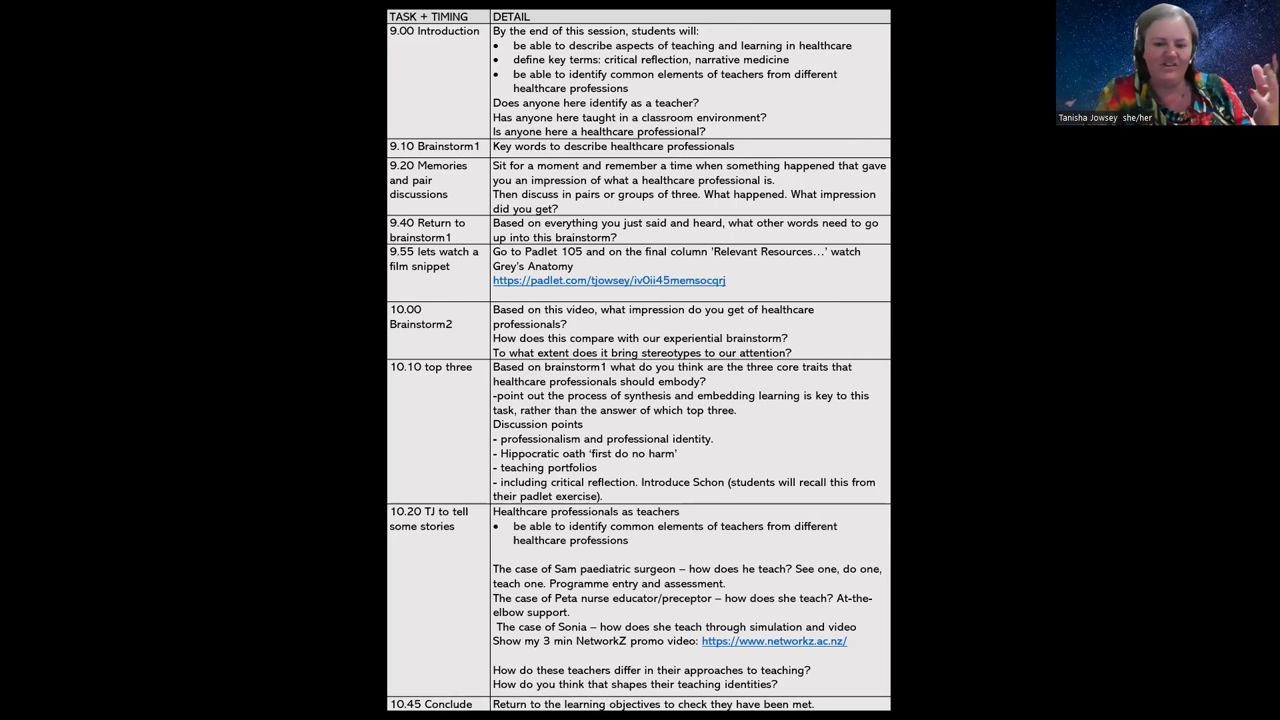 TASK + TIMING
DETAIL
9.00 Introduction
By the end of this session, students will:
• be able to describe aspects of teaching and learning in healthcare
• define key terms: critical reflection, narrative medicine
• be able to identify common elements of teachers from different
healthcare professions
Does anyone here identify as a teacher?
Has anyone here taught in a classroom environment?
Is anyone here a healthcare professional?
9.10 Brainstorm1
Key words to describe healthcare professionals
9.20 Memories
and pair
discussions
Sit for a moment and remember a time when something happened that gave
you an impression of what a healthcare professional is.
Then discuss in pairs or groups of three. What happened. What impression
did you get?
9.40 Return to
brainstorm1
Based on everything you just said and heard, what other words need to go
up into this brainstorm?
9.55 lets watch a
film snippet
Go to Padlet 105 and on the final column 'Relevant Resources…' watch
Grey's Anatomy
https://padlet.com/tjowsey/iv0ii45memsocqrj
10.00
Brainstorm2
Based on this video, what impression do you get of healthcare
professionals?
How does this compare with our experiential brainstorm?
To what extent does it bring stereotypes to our attention?
10.10 top three
Based on brainstorm1 what do you think are the three core traits that
healthcare professionals should embody?
-point out the process of synthesis and embedding learning is key to this
task, rather than the answer of which top three.
Discussion points
- professionalism and professional identity.
- Hippocratic oath 'first do no harm'
- teaching portfolios
- including critical reflection. Introduce Schon (students will recall this from
their padlet exercise).
10.20 TJ to tell
some stories
Healthcare professionals as teachers
• be able to identify common elements of teachers from different
healthcare professions
The case of Sam paediatric surgeon – how does he teach? See one, do one,
teach one. Programme entry and assessment.
The case of Peta nurse educator/preceptor – how does she teach? At-the-
elbow support.
The case of Sonia – how does she teach through simulation and video
Show my 3 min NetworkZ promo video: https://www.networkz.ac.nz/
How do these teachers differ in their approaches to teaching?
How do you think that shapes their teaching identities?
10.45 Conclude
Return to the learning objectives to check they have been met.
Tanisha Jowsey she/her